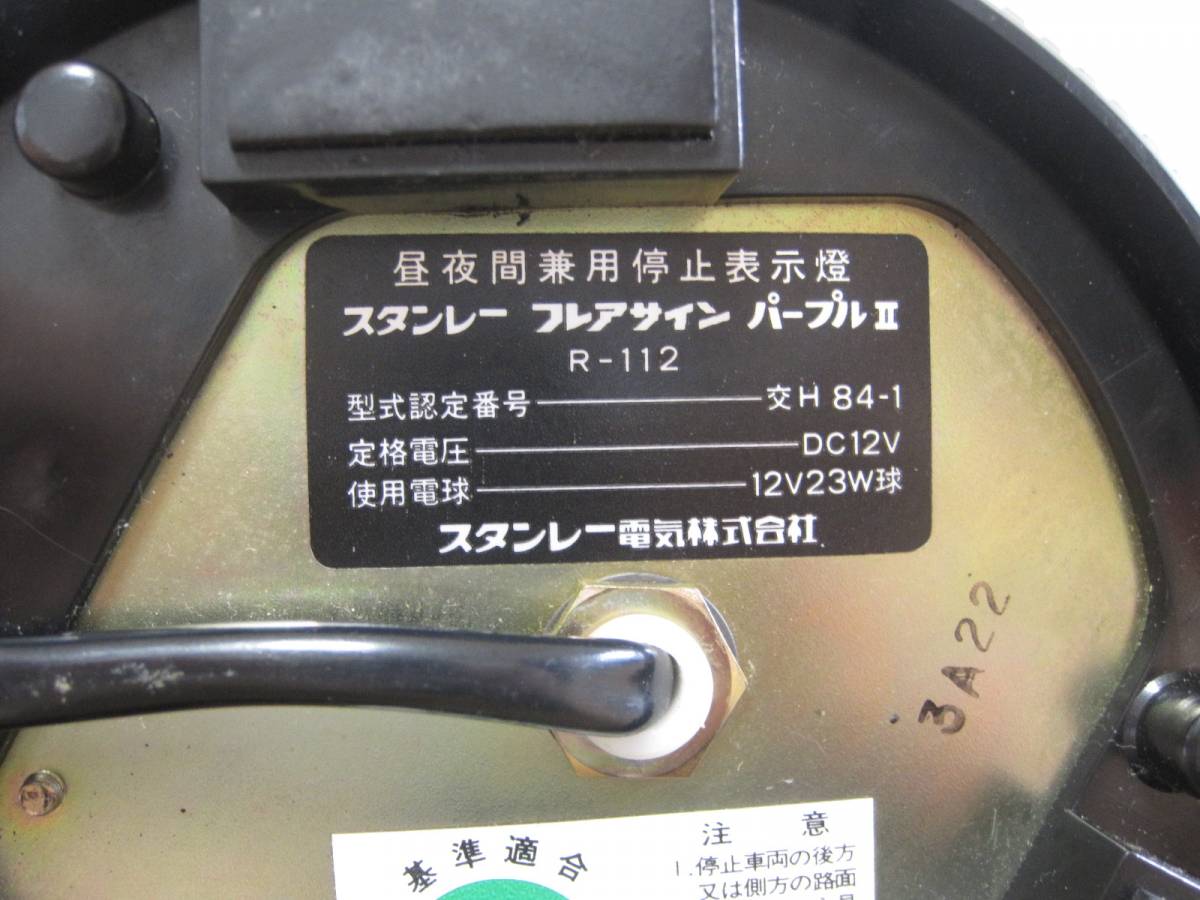 昼夜間兼用停止表示燈
スタンレー フレアサイン パープルII
R-112
型式認定番号 交H 84-1
定格電圧 DC12V
使用電球 12V23W球
スタンレー電気株式会社
3A22
基準適合
注 意
1.停止車両の後方
又は側方の路面